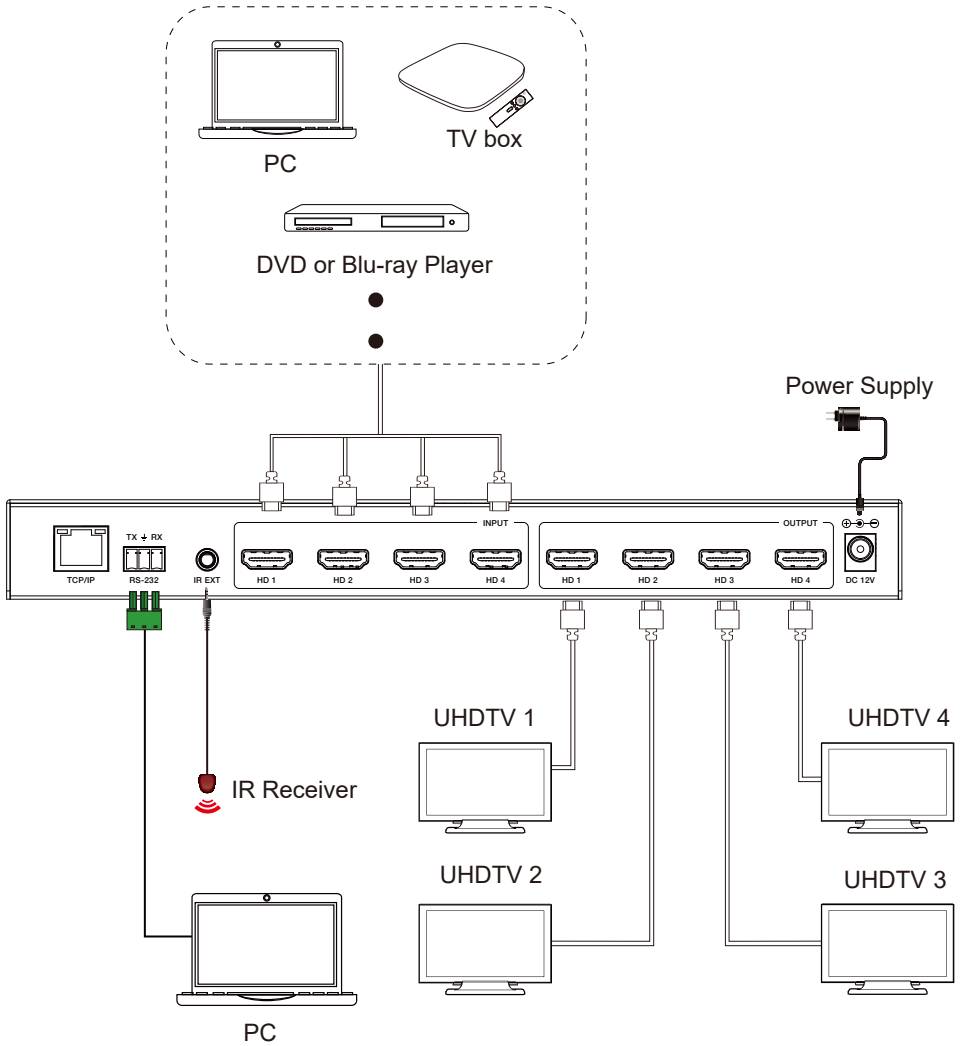 PC
TV box
DVD or Blu-ray Player
Power Supply
INPUT
OUTPUT
TX RX
TCP/IP
RS-232
IR EXT
HD 1
HD 2
HD 3
HD 4
HD 1
HD 2
HD 3
HD 4
DC 12V
UHDTV 1
UHDTV 4
IR Receiver
UHDTV 2
UHDTV 3
PC